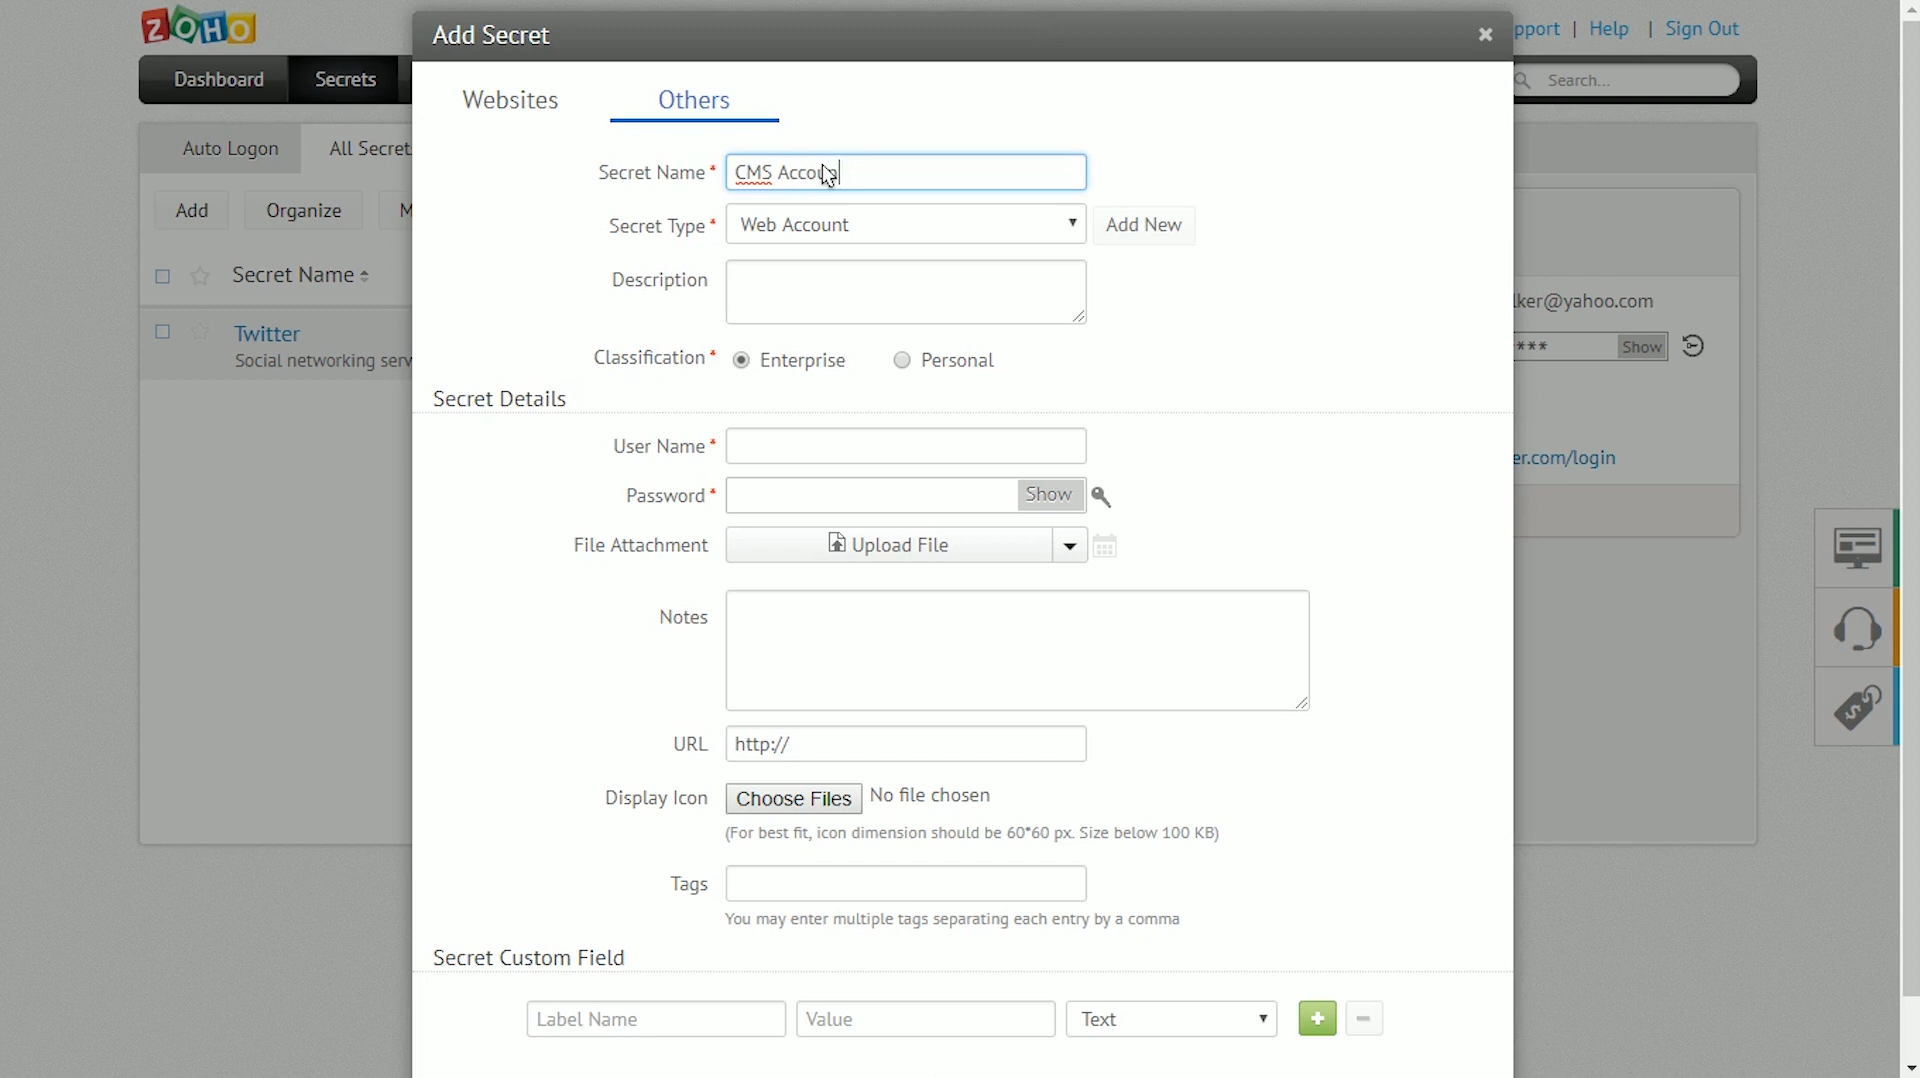 ZOHO
pport | Help | Sign Out
Dashboard Secrets
Search...
Auto Logon All Secret
Add Organize M
Secret Name
Twitter
Social networking serv
lker@yahoo.com
*** Show
er.com/login
Add Secret ×
Websites Others
Secret Name * CMS Accoun
Secret Type * Web Account Add New
Description
Classification * Enterprise Personal
Secret Details
User Name *
Password * Show
File Attachment Upload File
Notes
URL http://
Display Icon Choose Files No file chosen
(For best fit, icon dimension should be 60*60 px. Size below 100 KB)
Tags
You may enter multiple tags separating each entry by a comma
Secret Custom Field
Label Name Value Text + −